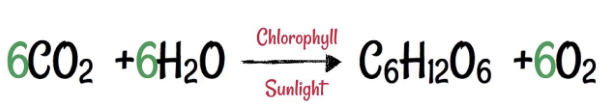 Chlorophyll
6CO₂ +6H₂O ⟶ C₆H₁₂O₆ +6O₂
Sunlight